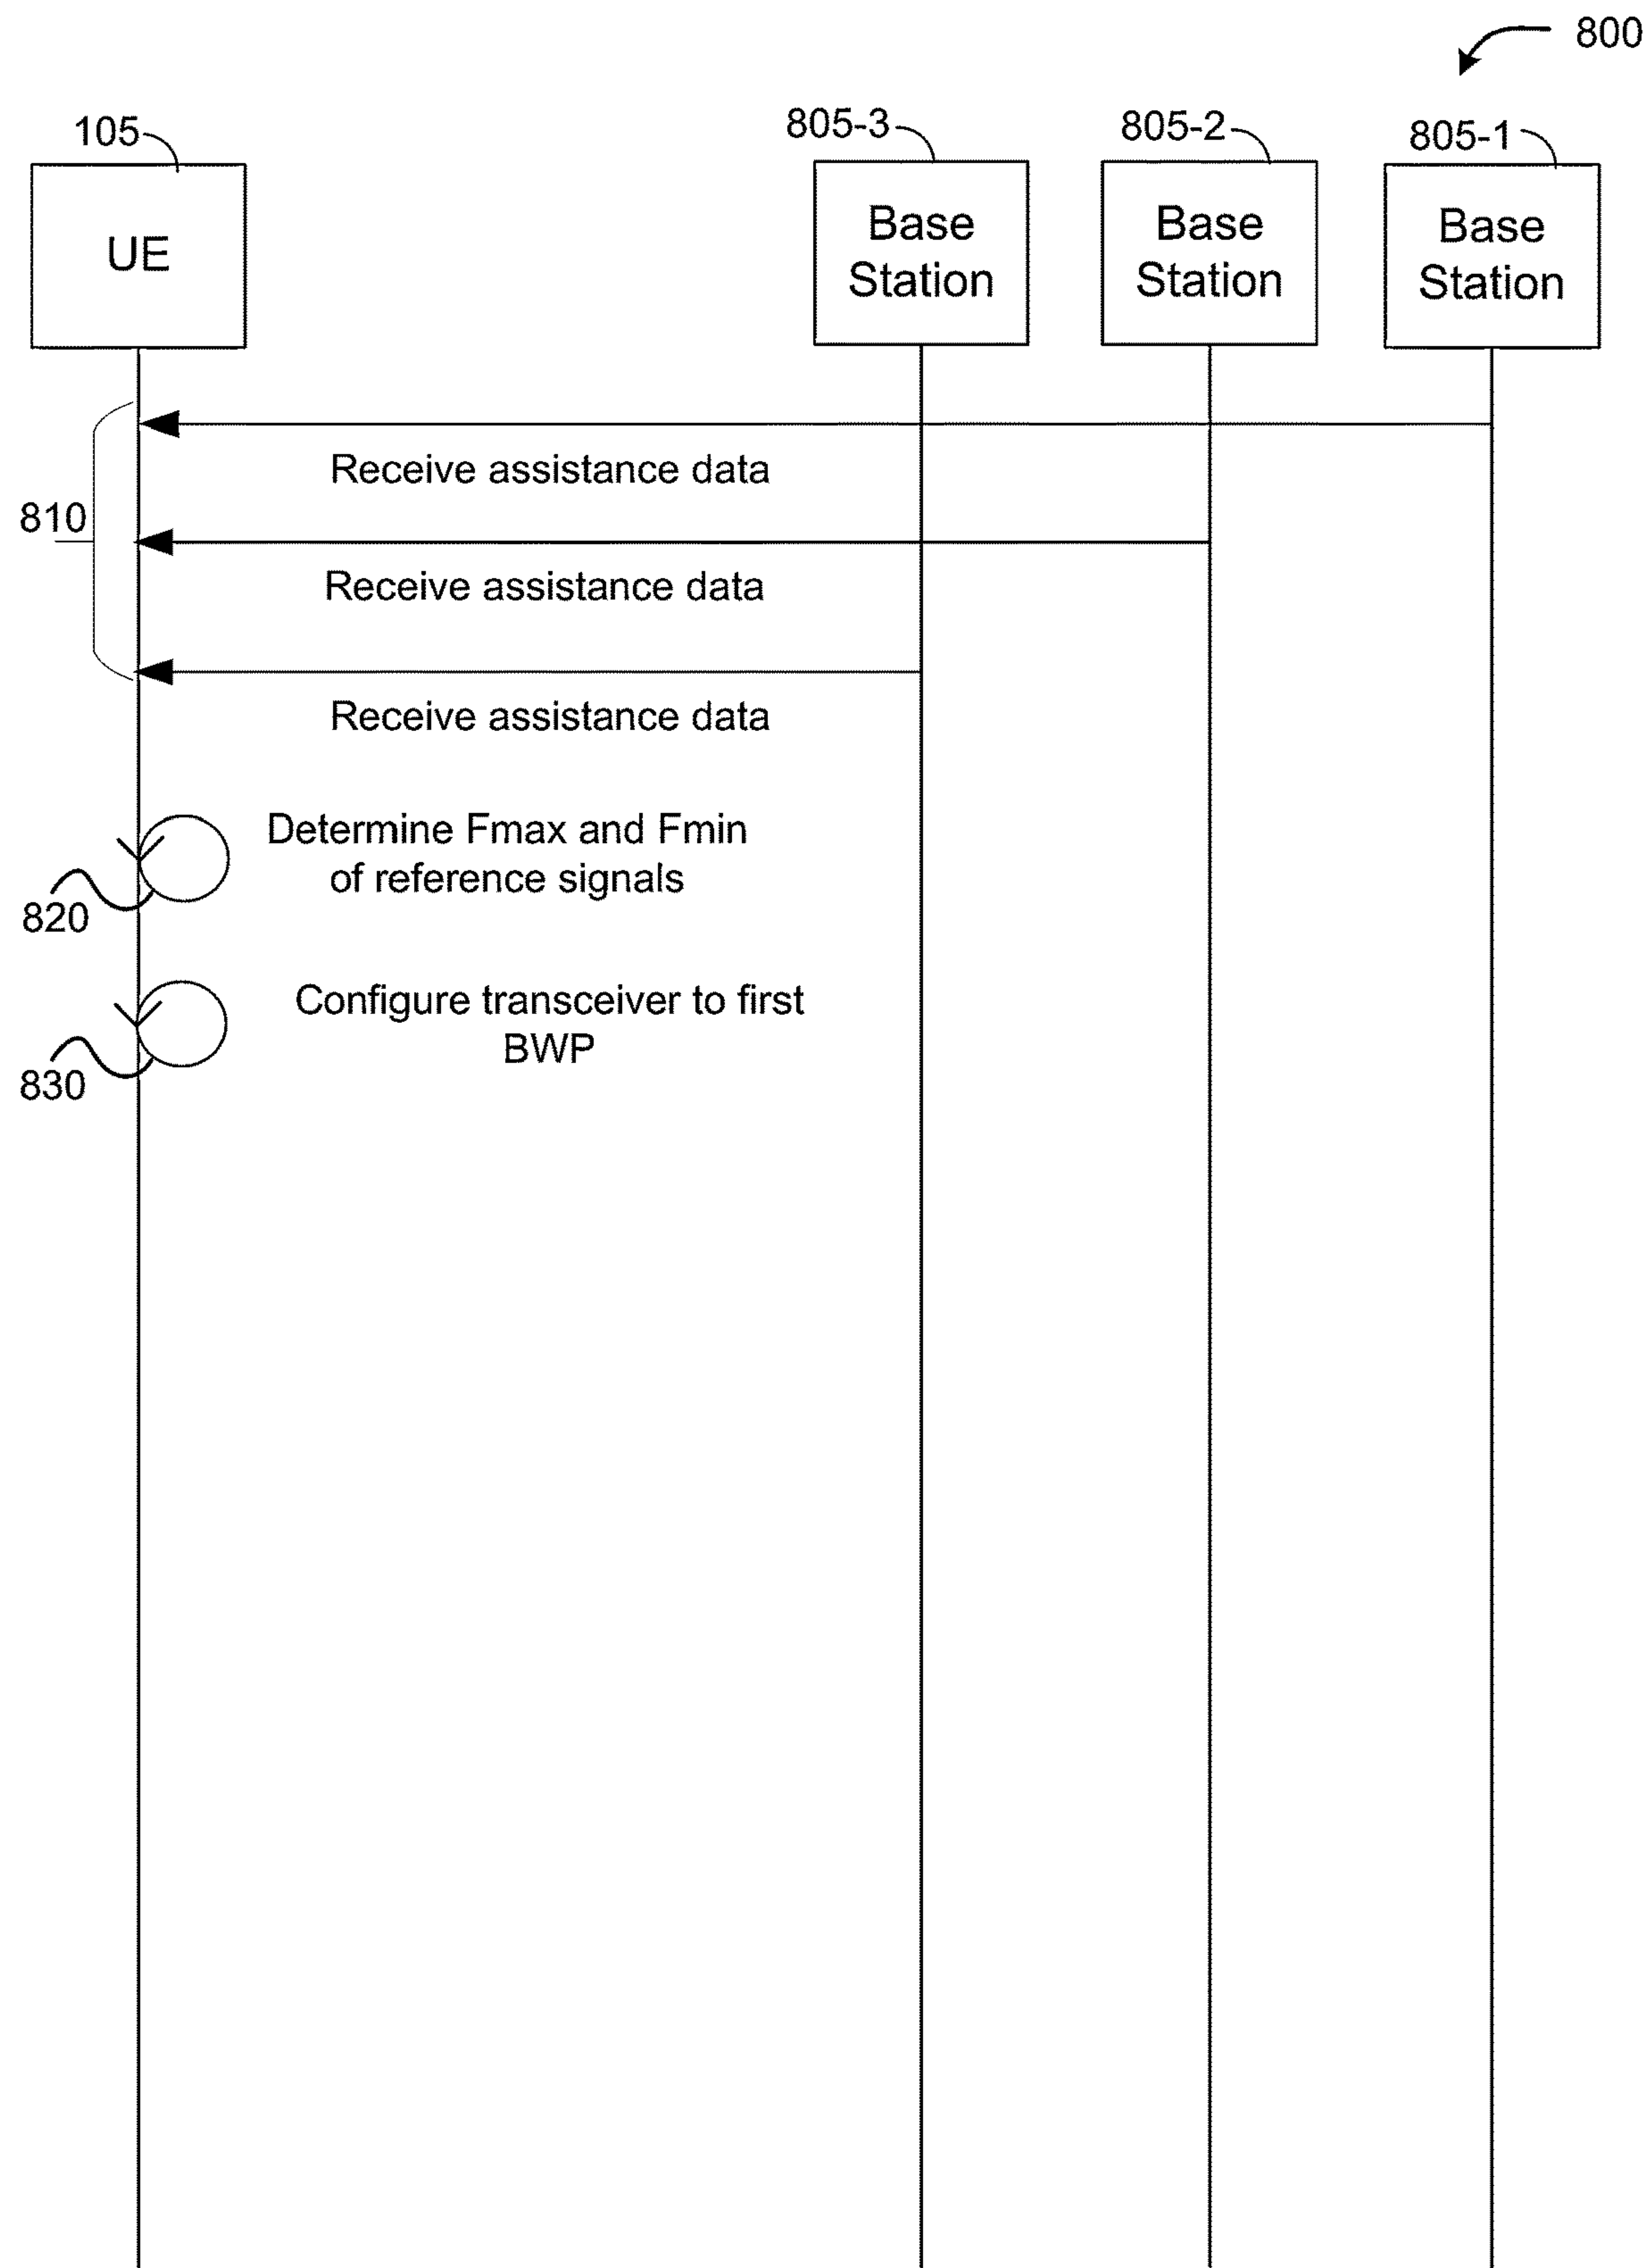 800
105
805-3
805-2
805-1
UE
Base
Station
Base
Station
Base
Station
Receive assistance data
810
Receive assistance data
Receive assistance data
Determine Fmax and Fmin
of reference signals
820
Configure transceiver to first
BWP
830